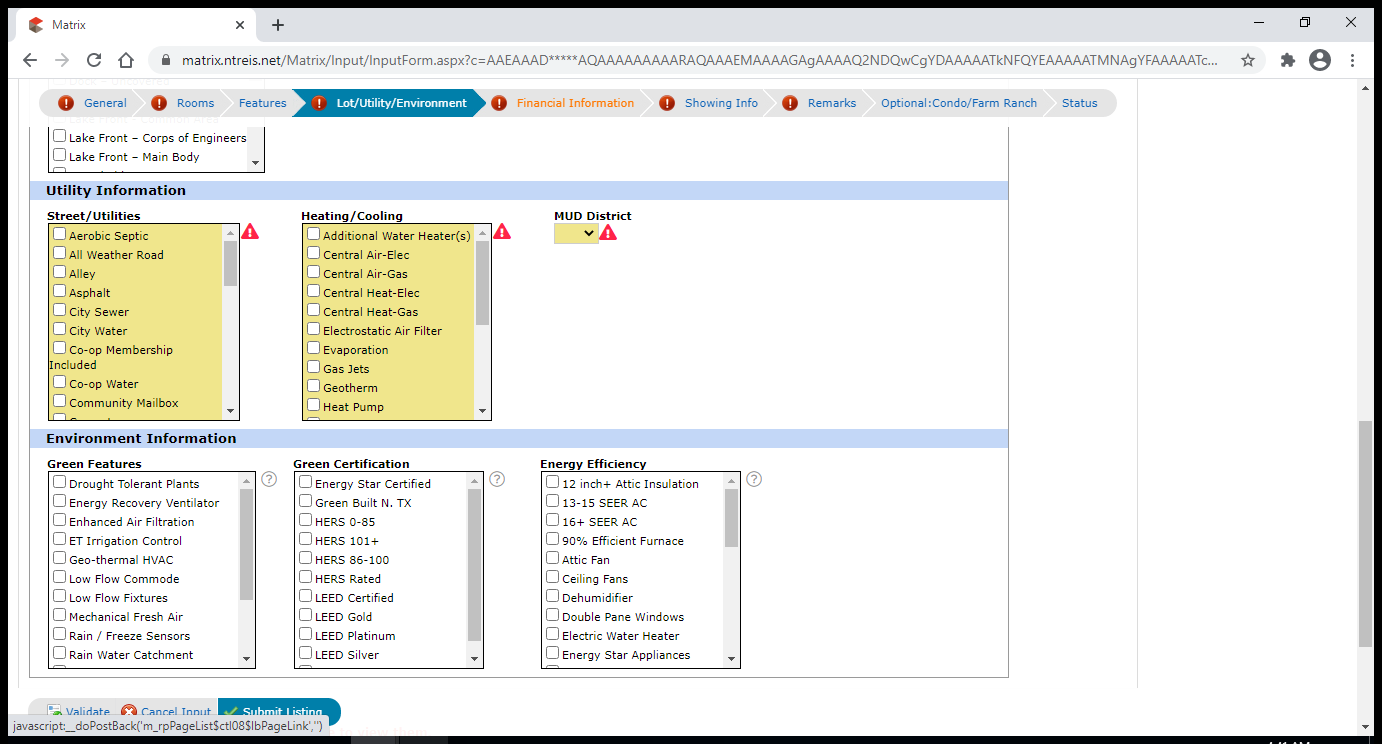 Matrix
matrix.ntreis.net/Matrix/Input/InputForm.aspx?c=AAEAAAD*****AQAAAAAAAAARAQAAAEMAAAAGAgAAAAQ2NDQwCgYDAAAAATkNFQYEAAAAATMNAgYFAAAAATc...
General Rooms Features Lot/Utility/Environment Financial Information Showing Info Remarks Optional:Condo/Farm Ranch Status
Lake Front – Corps of Engineers
Lake Front – Main Body
Utility Information
Street/Utilities
Aerobic Septic
All Weather Road
Alley
Asphalt
City Sewer
City Water
Co-op Membership
Included
Co-op Water
Community Mailbox
Heating/Cooling
Additional Water Heater(s)
Central Air-Elec
Central Air-Gas
Central Heat-Elec
Central Heat-Gas
Electrostatic Air Filter
Evaporation
Gas Jets
Geotherm
Heat Pump
MUD District
Environment Information
Green Features
Drought Tolerant Plants
Energy Recovery Ventilator
Enhanced Air Filtration
ET Irrigation Control
Geo-thermal HVAC
Low Flow Commode
Low Flow Fixtures
Mechanical Fresh Air
Rain / Freeze Sensors
Rain Water Catchment
Green Certification
Energy Star Certified
Green Built N. TX
HERS 0-85
HERS 101+
HERS 86-100
HERS Rated
LEED Certified
LEED Gold
LEED Platinum
LEED Silver
Energy Efficiency
12 inch+ Attic Insulation
13-15 SEER AC
16+ SEER AC
90% Efficient Furnace
Attic Fan
Ceiling Fans
Dehumidifier
Double Pane Windows
Electric Water Heater
Energy Star Appliances
Validate Cancel Input Submit Listing
javascript:__doPostBack('m_rpPageList$ctl08$lbPageLink','')